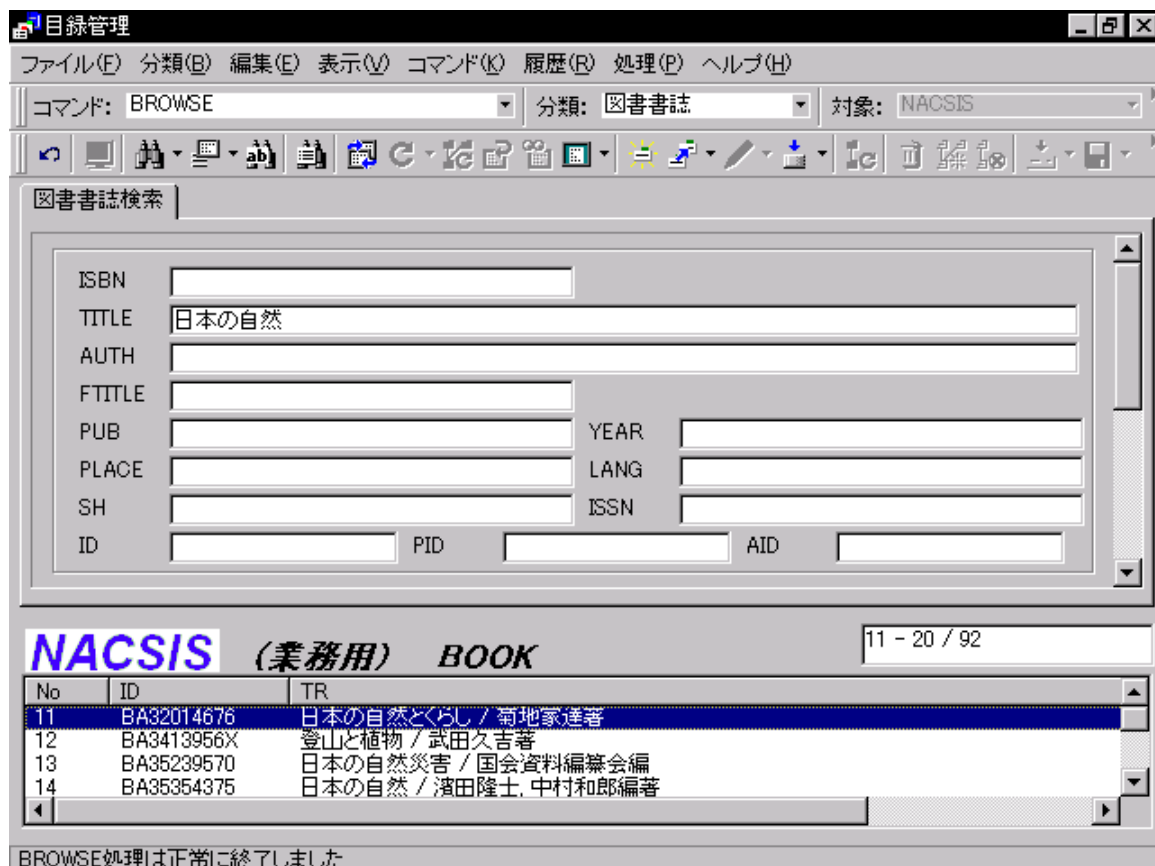 目録管理
ファイル(F) 分類(B) 編集(E) 表示(V) コマンド(K) 履歴(R) 処理(P) ヘルプ(H)
コマンド: BROWSE 分類: 図書書誌 対象: NACSIS
図書書誌検索
ISBN
TITLE 日本の自然
AUTH
FTITLE
PUB YEAR
PLACE LANG
SH ISSN
ID PID AID
NACSIS (業務用) BOOK 11 - 20 / 92
No ID TR
11 BA32014676 日本の自然とくらし / 菊地家達著
12 BA3413956X 登山と植物 / 武田久吉著
13 BA35239570 日本の自然災害 / 国会資料編纂会編
14 BA35354375 日本の自然 / 濱田隆士, 中村和郎編著
BROWSE処理は正常に終了しました